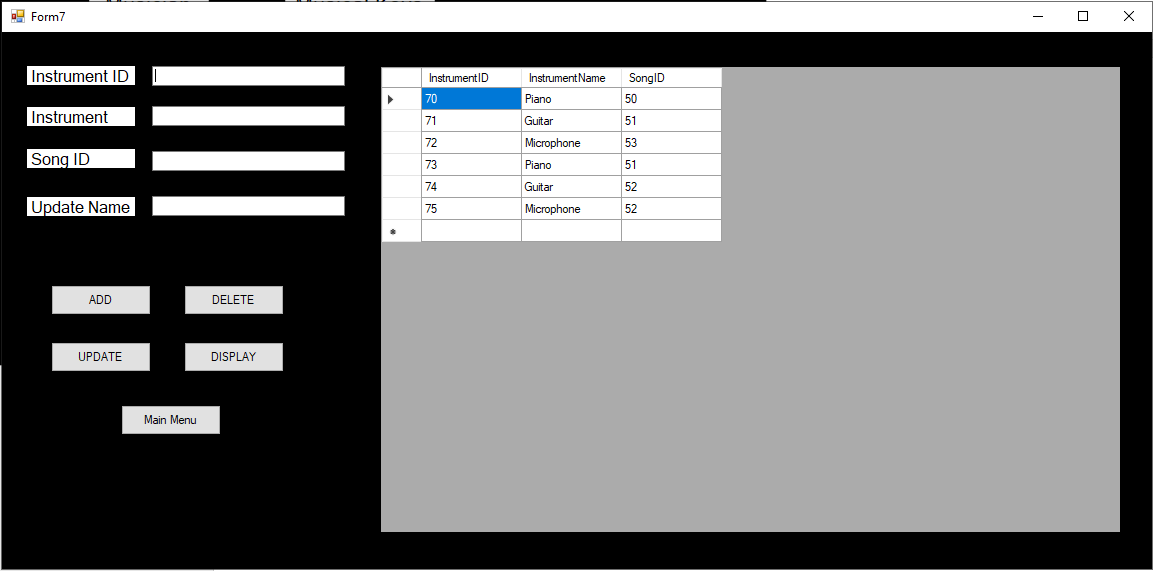 Form7
Instrument ID
Instrument
Song ID
Update Name
ADD
DELETE
UPDATE
DISPLAY
Main Menu
InstrumentID InstrumentName SongID
70 Piano 50
71 Guitar 51
72 Microphone 53
73 Piano 51
74 Guitar 52
75 Microphone 52